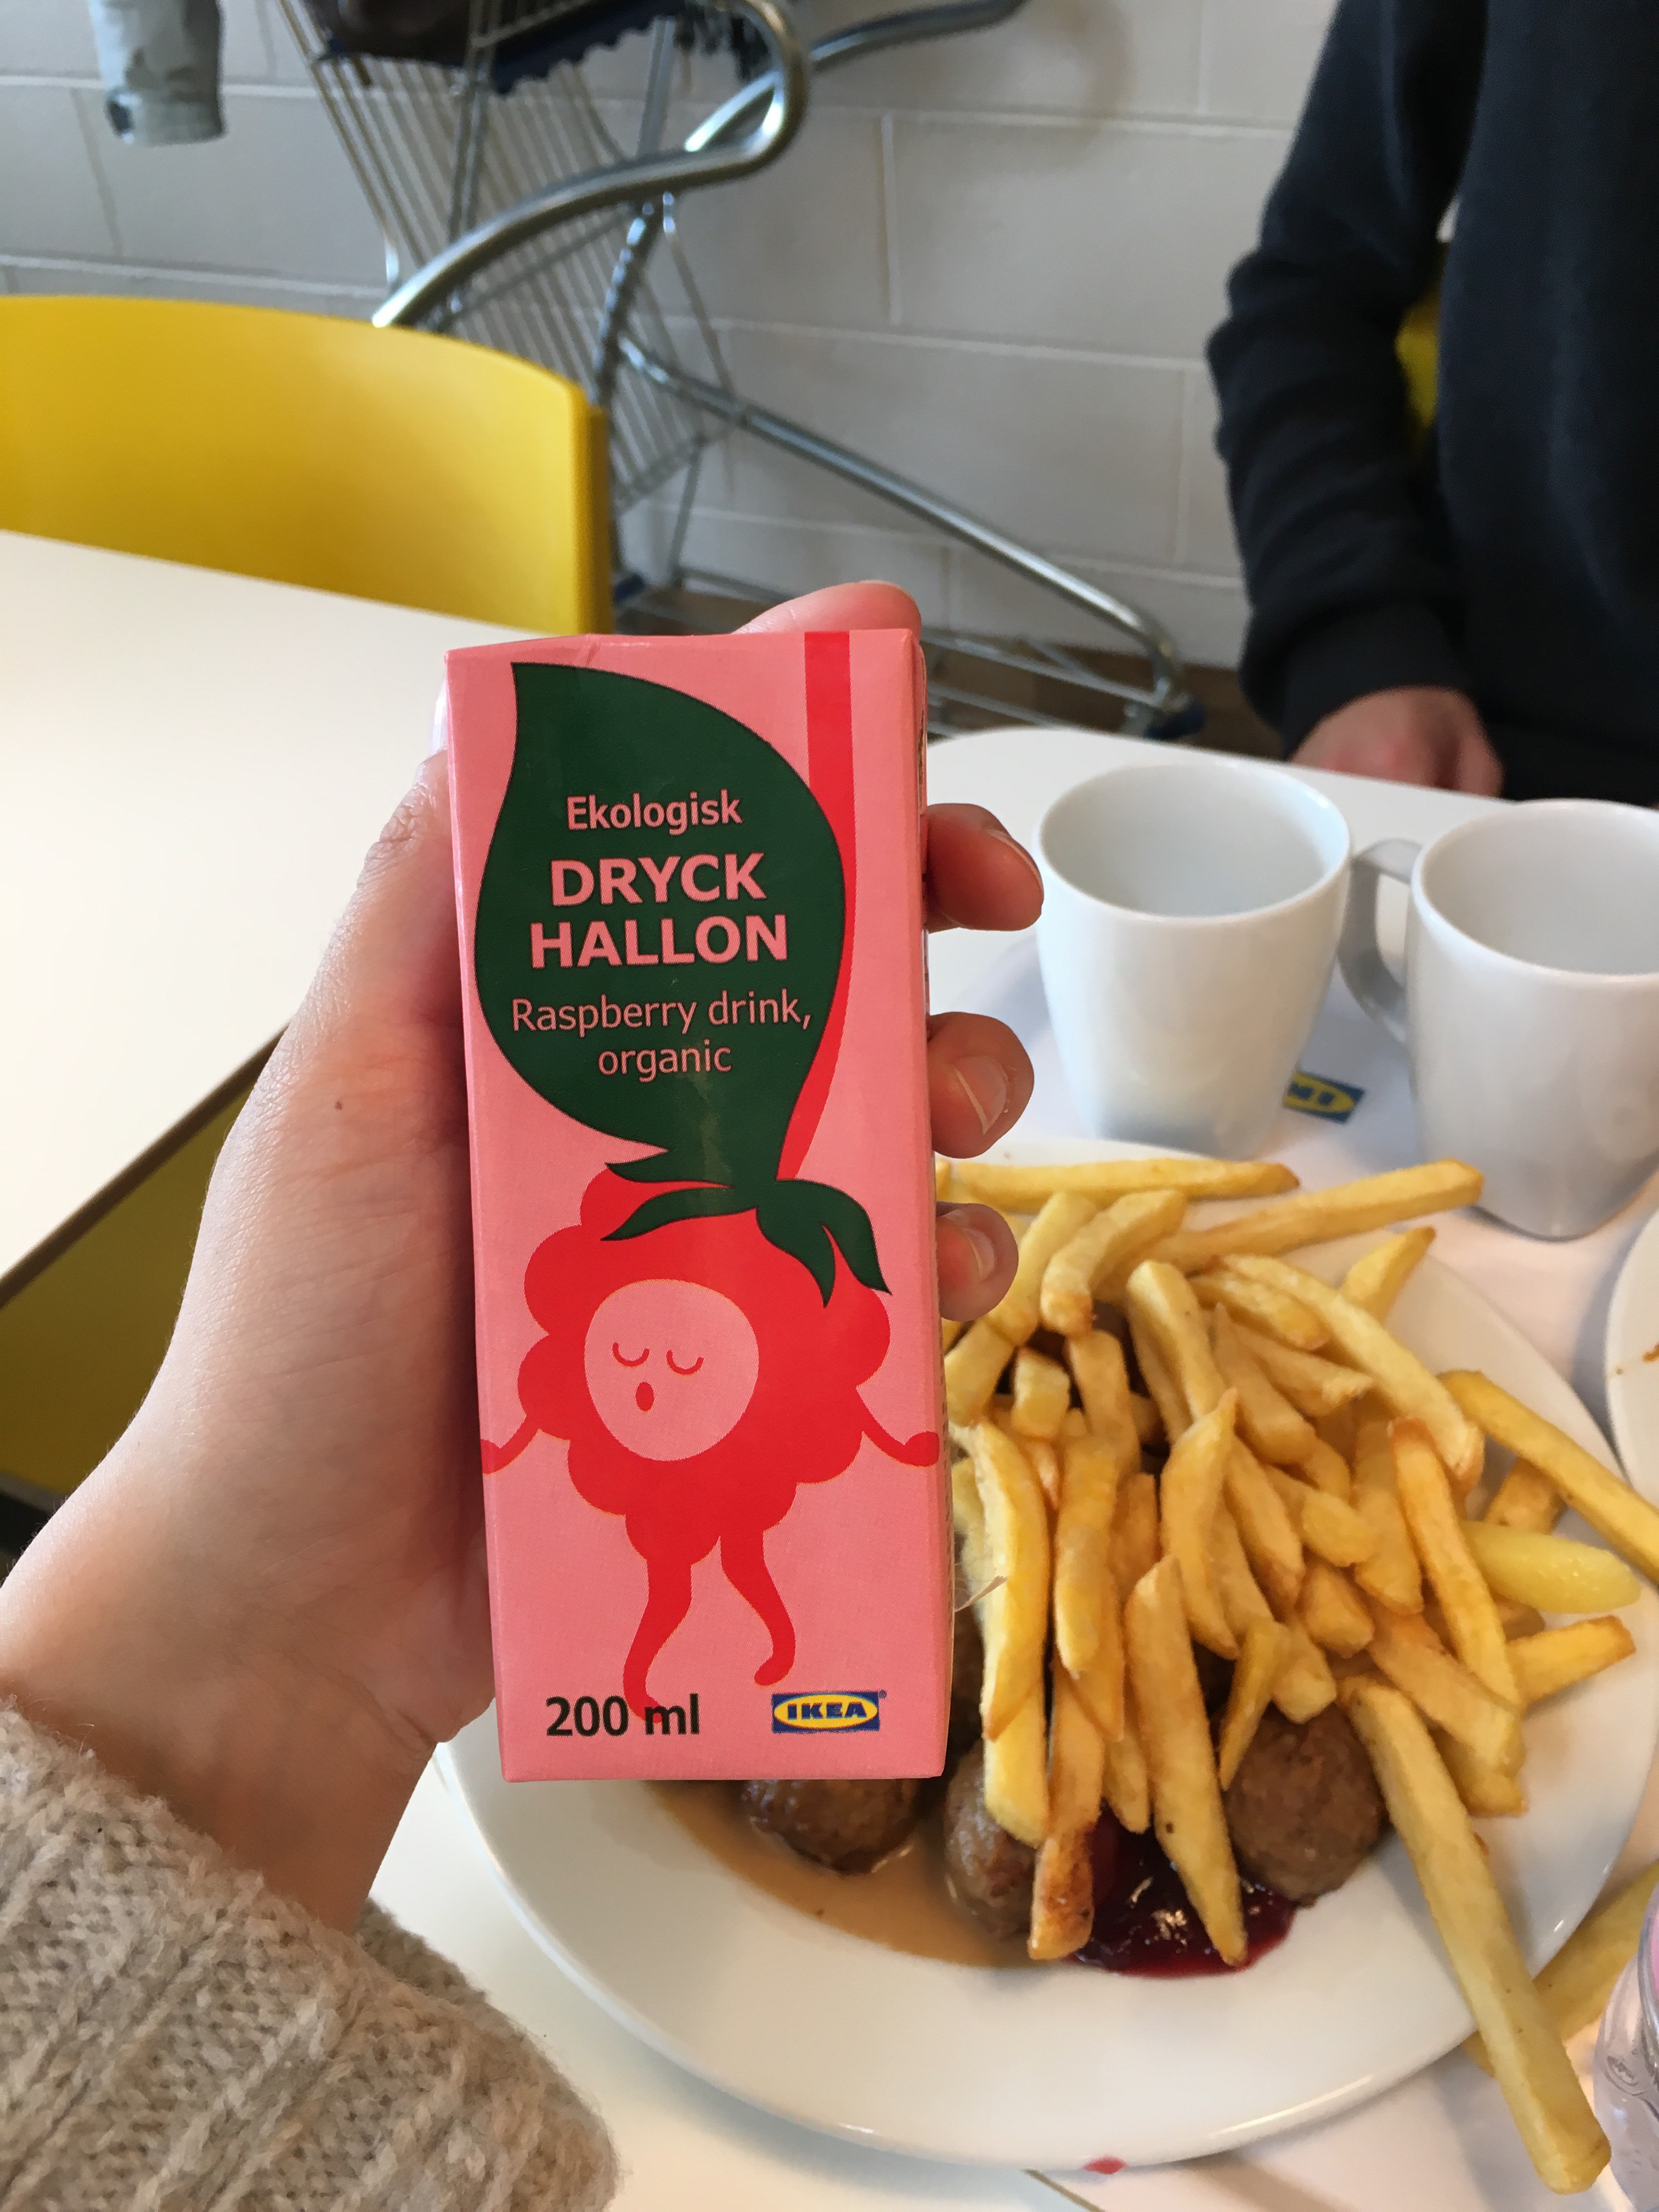 Ekologisk
DRYCK
HALLON
Raspberry drink,
organic
200 ml
IKEA®